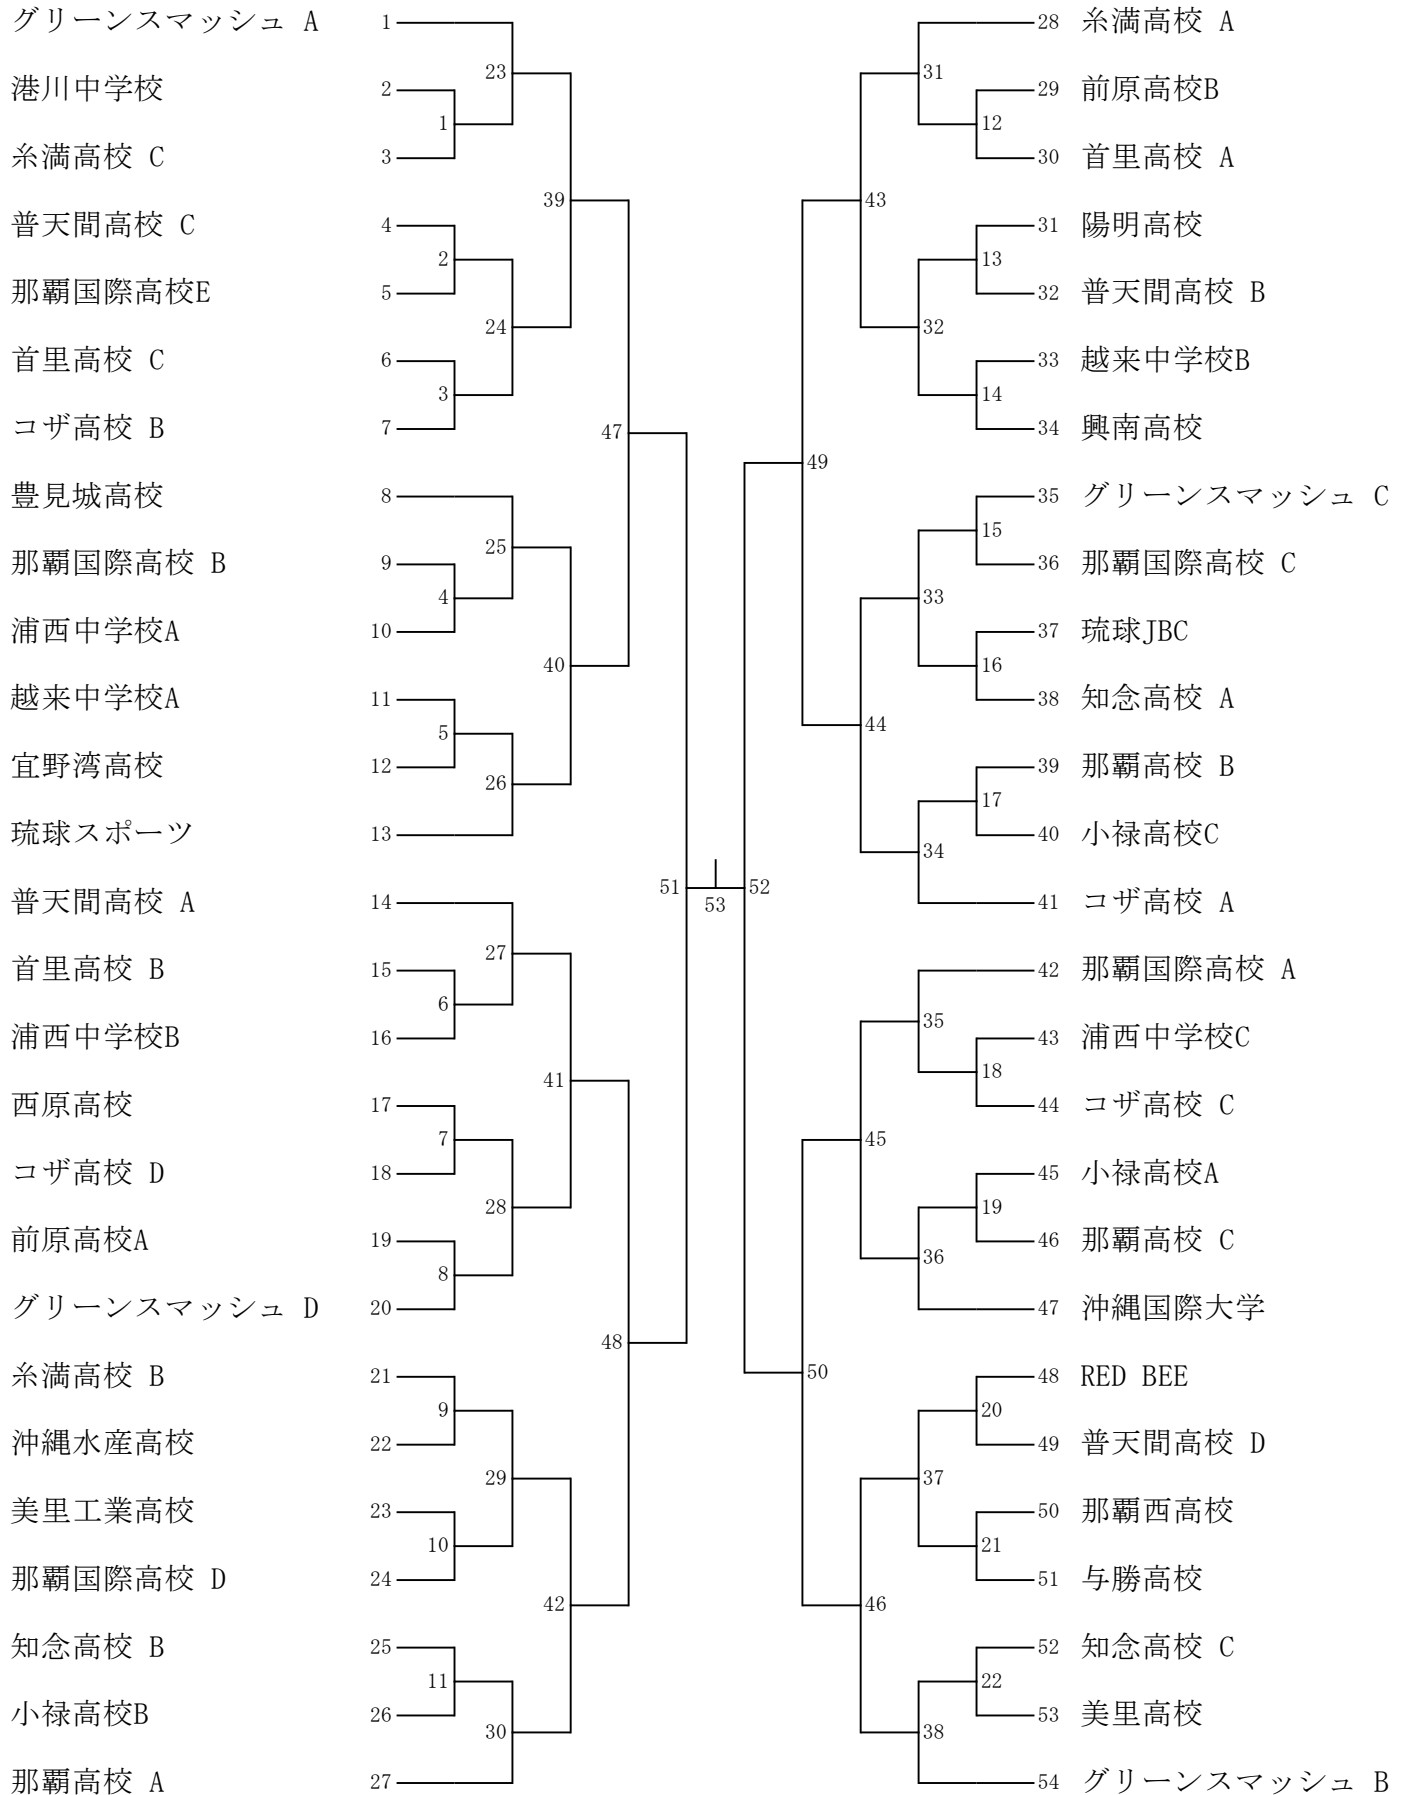 グリーンスマッシュ A 1
港川中学校 2
糸満高校 C 3
普天間高校 C 4
那覇国際高校E 5
首里高校 C 6
コザ高校 B 7
豊見城高校 8
那覇国際高校 B 9
浦西中学校A 10
越来中学校A 11
宜野湾高校 12
琉球スポーツ 13
普天間高校 A 14
首里高校 B 15
浦西中学校B 16
西原高校 17
コザ高校 D 18
前原高校A 19
グリーンスマッシュ D 20
糸満高校 B 21
沖縄水産高校 22
美里工業高校 23
那覇国際高校 D 24
知念高校 B 25
小禄高校B 26
那覇高校 A 27
1
2
3
4
5
6
7
8
9
10
11
23
24
25
26
27
28
29
30
39
40
41
42
47
48
51
53
52
49
50
43
44
45
46
31
32
33
34
35
36
37
38
12
13
14
15
16
17
18
19
20
21
22
28 糸満高校 A
29 前原高校B
30 首里高校 A
31 陽明高校
32 普天間高校 B
33 越来中学校B
34 興南高校
35 グリーンスマッシュ C
36 那覇国際高校 C
37 琉球JBC
38 知念高校 A
39 那覇高校 B
40 小禄高校C
41 コザ高校 A
42 那覇国際高校 A
43 浦西中学校C
44 コザ高校 C
45 小禄高校A
46 那覇高校 C
47 沖縄国際大学
48 RED BEE
49 普天間高校 D
50 那覇西高校
51 与勝高校
52 知念高校 C
53 美里高校
54 グリーンスマッシュ B